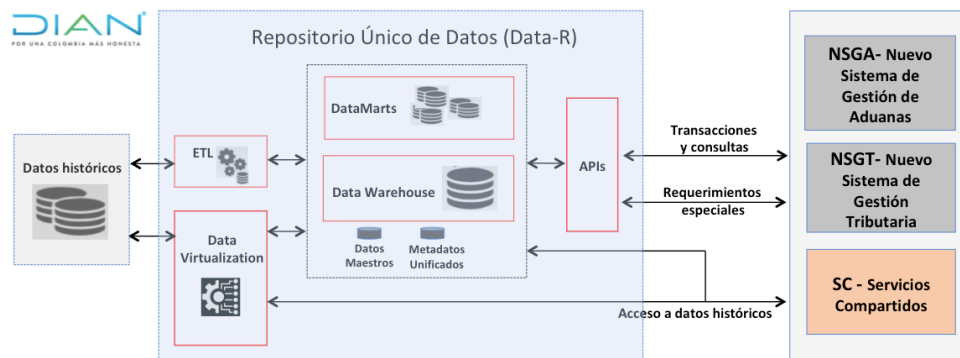 DIAN
POR UNA COLOMBIA MÁS HONESTA
Repositorio Único de Datos (Data-R)
Datos históricos
ETL
Data
Virtualization
DataMarts
Data Warehouse
Datos
Maestros
Metadatos
Unificados
APIs
Transacciones
y consultas
Requerimientos
especiales
Acceso a datos históricos
NSGA- Nuevo
Sistema de
Gestión de
Aduanas
NSGT- Nuevo
Sistema de
Gestión
Tributaria
SC - Servicios
Compartidos